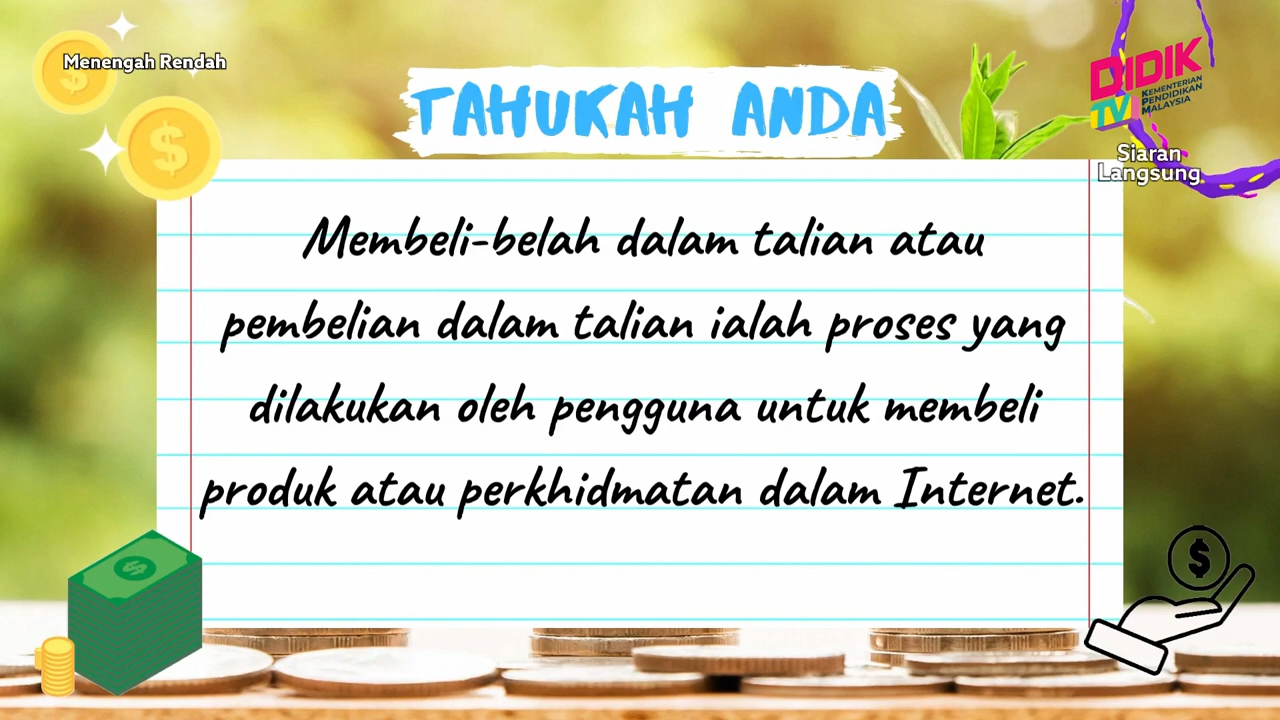 Menengah Rendah
TAHUKAH ANDA
DIDIK
TV
KEMENTERIAN
PENDIDIKAN
MALAYSIA
Siaran
Langsung
Membeli-belah dalam talian atau
pembelian dalam talian ialah proses yang
dilakukan oleh pengguna untuk membeli
produk atau perkhidmatan dalam Internet.